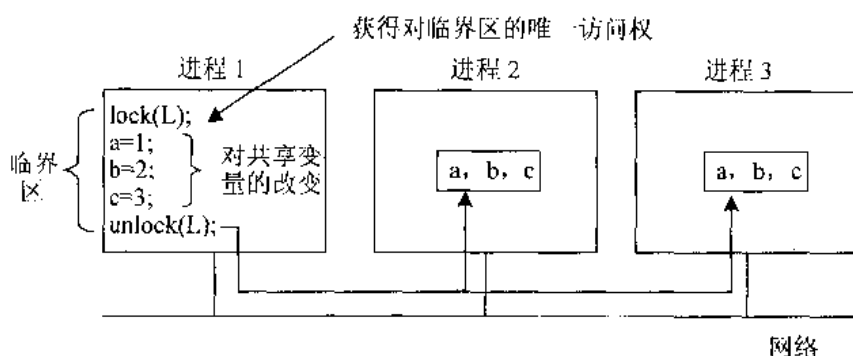 获得对临界区的唯一访问权
进程 1
进程 2
进程 3
lock(L);
a=1;
b=2;
c=3;
unlock(L);
临界
区
对共享变
量的改变
a, b, c
a, b, c
网络